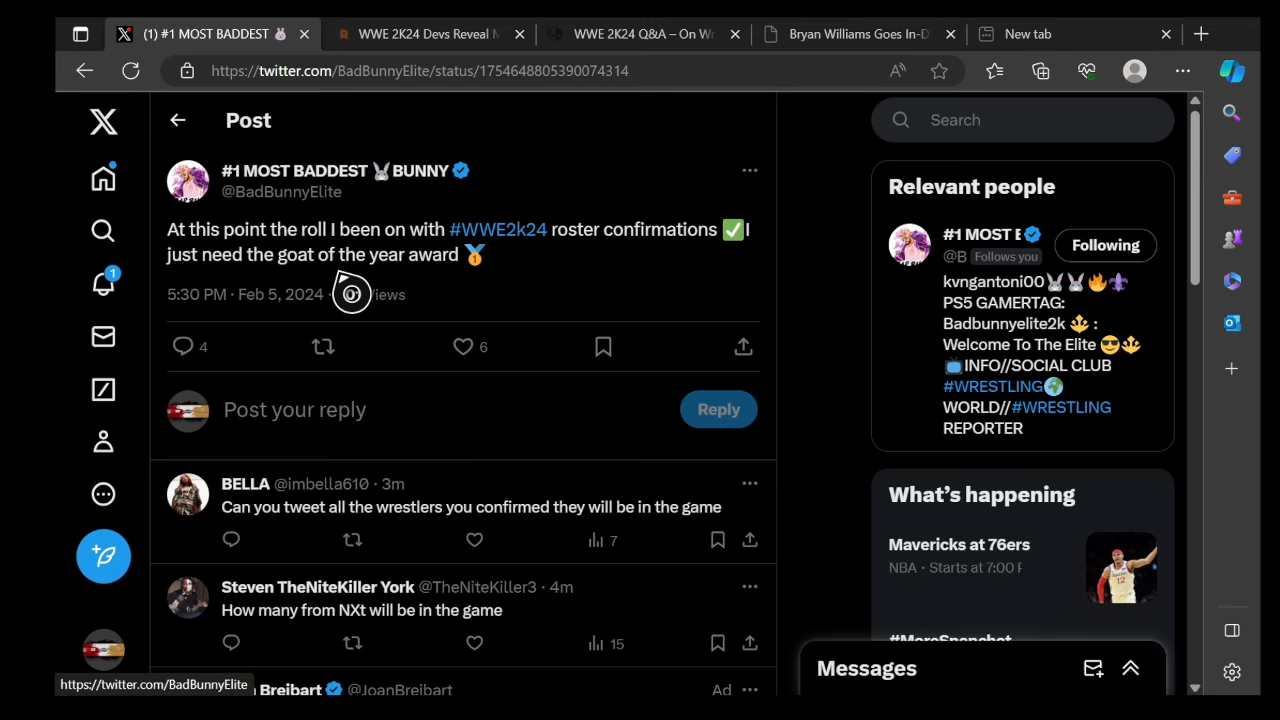 (1) #1 MOST BADDEST 🐰
WWE 2K24 Devs Reveal
WWE 2K24 Q&A – On
Bryan Williams Goes In-D
New tab
https://twitter.com/BadBunnyElite/status/1754648805390074314
Post
Search
#1 MOST BADDEST 🐰BUNNY
@BadBunnyElite
At this point the roll I been on with #WWE2k24 roster confirmations ✅I
just need the goat of the year award 🥇
5:30 PM · Feb 5, 2024
4
6
Post your reply
Reply
BELLA @imbella610 · 3m
Can you tweet all the wrestlers you confirmed they will be in the game
7
Steven TheNiteKiller York @TheNiteKiller3 · 4m
How many from NXt will be in the game
15
Breibart @JoanBreibart Ad
Relevant people
#1 MOST
@B Follows you
Following
kvngantoni00🐰🐰🔥⚜️
PS5 GAMERTAG:
Badbunnyelite2k 🔱 :
Welcome To The Elite 😎🔱
📺INFO//SOCIAL CLUB
#WRESTLING🌍
WORLD//#WRESTLING
REPORTER
What's happening
Mavericks at 76ers
NBA · Starts at 7:00
Messages
1
https://twitter.com/BadBunnyElite